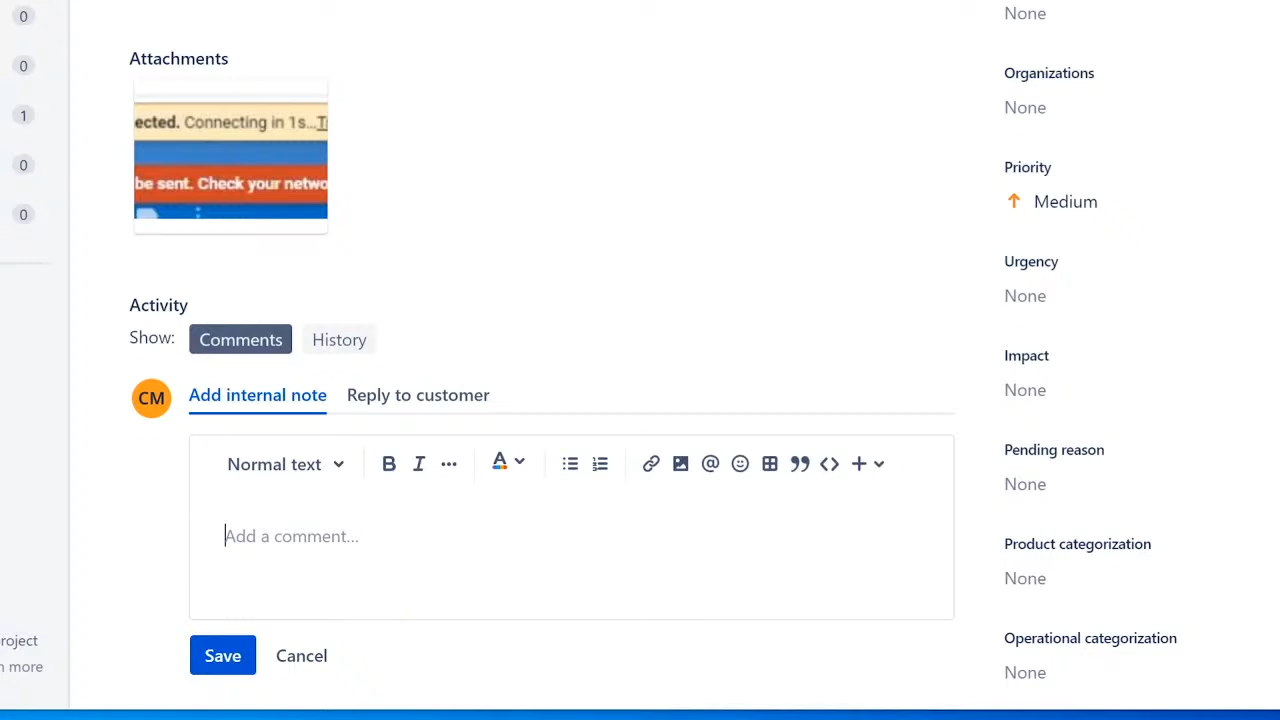 0
0
1
0
0
roject
n more
Attachments
ected. Connecting in 1s...Tr
be sent. Check your netwo
Activity
Show:
Comments
History
CM
Add internal note
Reply to customer
Normal text
B I ... A
Add a comment...
Save
Cancel
None
Organizations
None
Priority
Medium
Urgency
None
Impact
None
Pending reason
None
Product categorization
None
Operational categorization
None